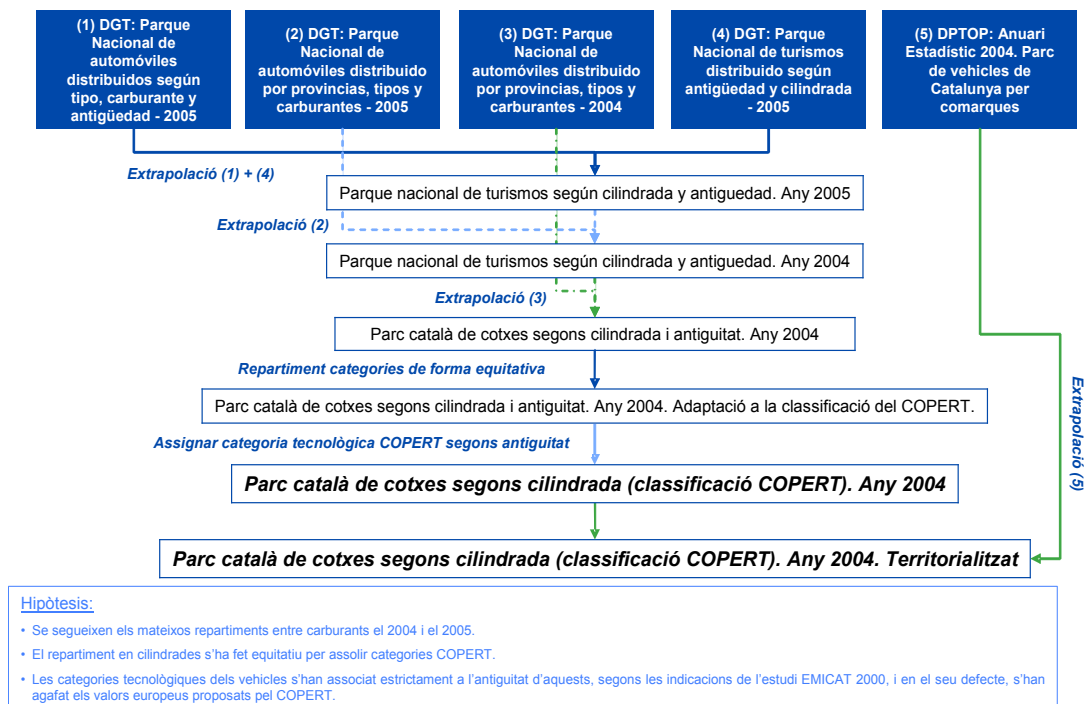 (1) DGT: Parque
Nacional de
automóviles
distribuidos según
tipo, carburante y
antigüedad - 2005
(2) DGT: Parque
Nacional de
automóviles distribuido
por provincias, tipos y
carburantes - 2005
(3) DGT: Parque
Nacional de
automóviles distribuido
por provincias, tipos y
carburantes - 2004
(4) DGT: Parque
Nacional de turismos
distribuido según
antigüedad y cilindrada
- 2005
(5) DPTOP: Anuari
Estadístic 2004. Parc
de vehicles de
Catalunya per
comarques
Extrapolació (1) + (4)
Parque nacional de turismos según cilindrada y antiguedad. Any 2005
Extrapolació (2)
Parque nacional de turismos según cilindrada y antiguedad. Any 2004
Extrapolació (3)
Parc català de cotxes segons cilindrada i antiguitat. Any 2004
Repartiment categories de forma equitativa
Parc català de cotxes segons cilindrada i antiguitat. Any 2004. Adaptació a la classificació del COPERT.
Assignar categoria tecnològica COPERT segons antiguitat
Extrapolació (5)
Parc català de cotxes segons cilindrada (classificació COPERT). Any 2004
Parc català de cotxes segons cilindrada (classificació COPERT). Any 2004. Territorialitzat
Hipòtesis:
• Se segueixen els mateixos repartiments entre carburants el 2004 i el 2005.
• El repartiment en cilindrades s'ha fet equitatiu per assolir categories COPERT.
• Les categories tecnològiques dels vehicles s'han associat estrictament a l'antiguitat d'aquests, segons les indicacions de l'estudi EMICAT 2000, i en el seu defecte, s'han
agafat els valors europeus proposats pel COPERT.